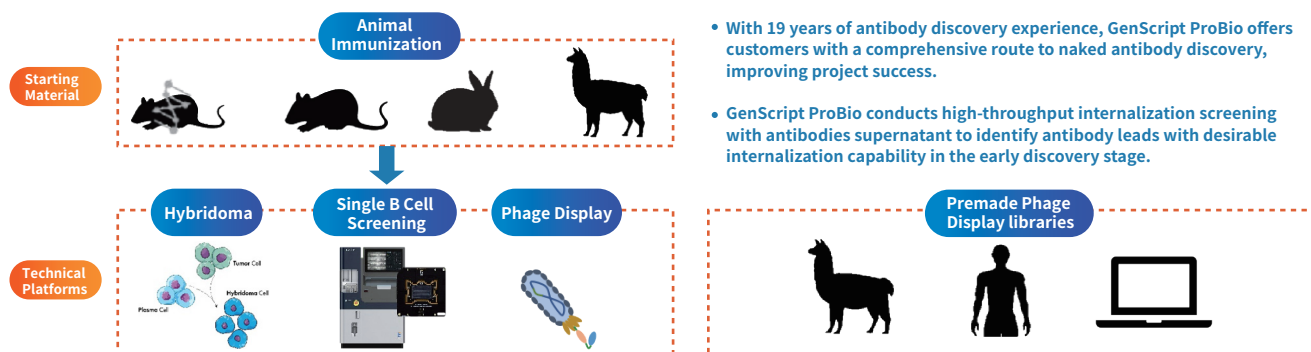 Animal
Immunization
Starting
Material
• With 19 years of antibody discovery experience, GenScript ProBio offers
customers with a comprehensive route to naked antibody discovery,
improving project success.
• GenScript ProBio conducts high-throughput internalization screening
with antibodies supernatant to identify antibody leads with desirable
internalization capability in the early discovery stage.
Technical
Platforms
Hybridoma
Tumor Cell
Plasma Cell
Hybridoma Cell
Single B Cell
Screening
Phage Display
Premade Phage
Display libraries